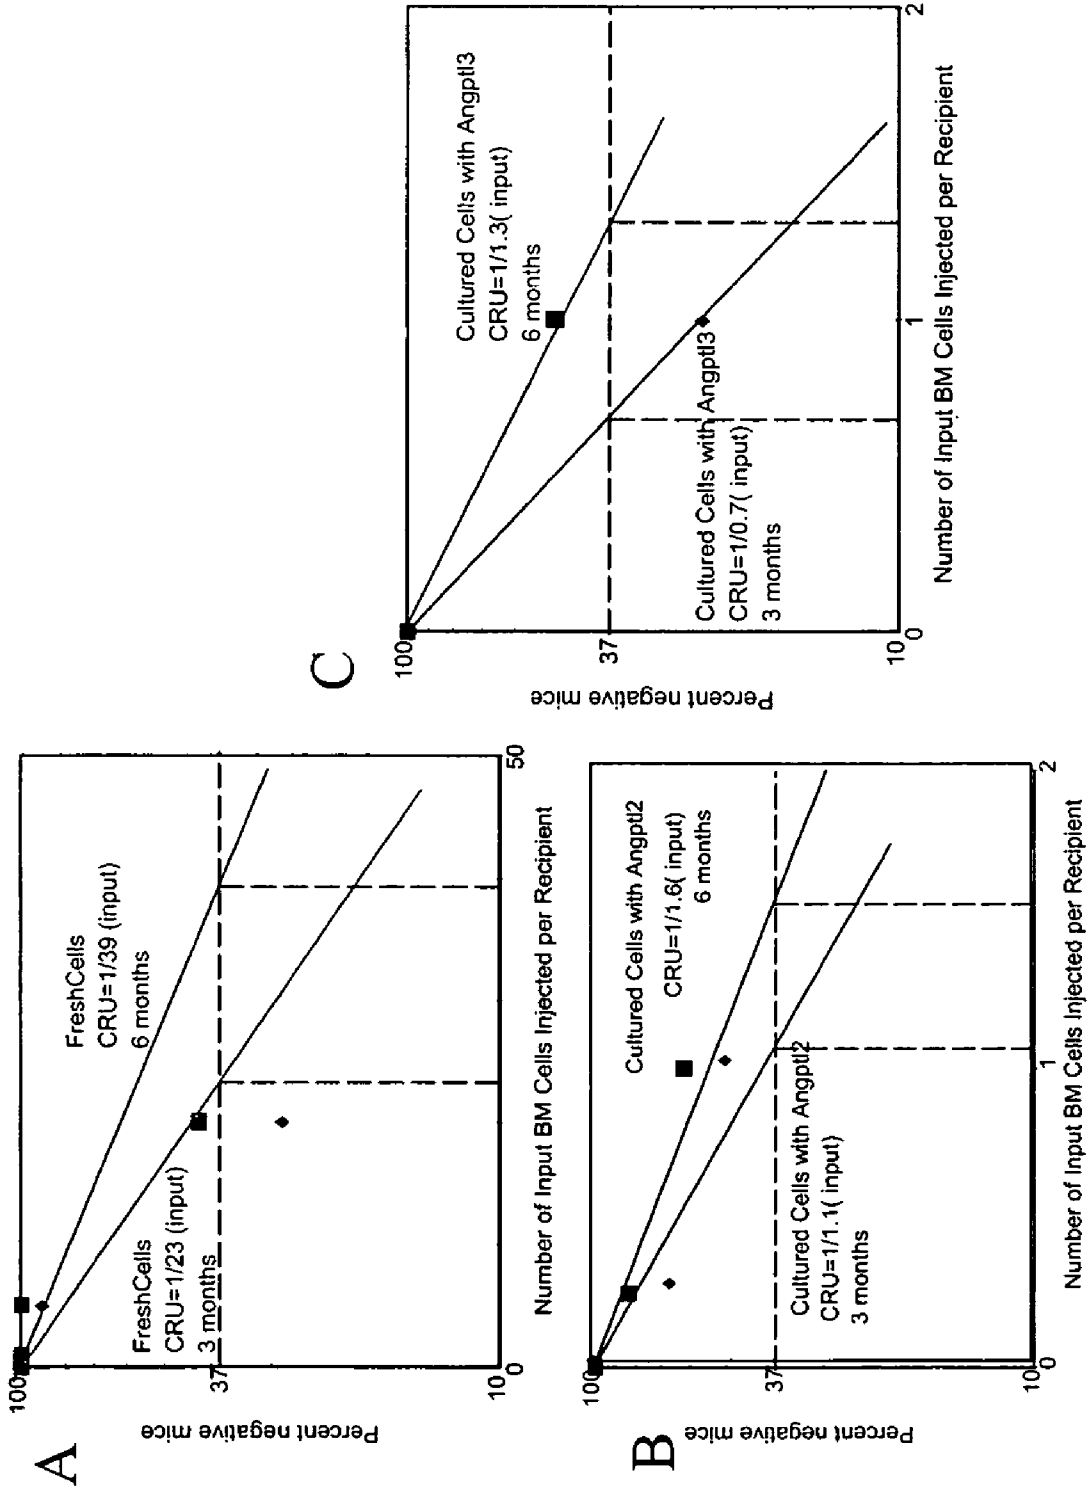 A
100
37
10
0
50
Percent negative mice
FreshCells
CRU=1/39 (input)
6 months
FreshCells
CRU=1/23 (input)
3 months
Number of Input BM Cells Injected per Recipient
B
100
37
10
0
1
2
Percent negative mice
Cultured Cells with Angptl2
CRU=1/1.6( input)
6 months
Cultured Cells with Angptl2
CRU=1/1.1( input)
3 months
Number of Input BM Cells Injected per Recipient
C
100
37
10
0
1
2
Percent negative mice
Cultured Cells with Angptl3
CRU=1/1.3( input)
6 months
Cultured Cells with Angptl3
CRU=1/0.7( input)
3 months
Number of Input BM Cells Injected per Recipient